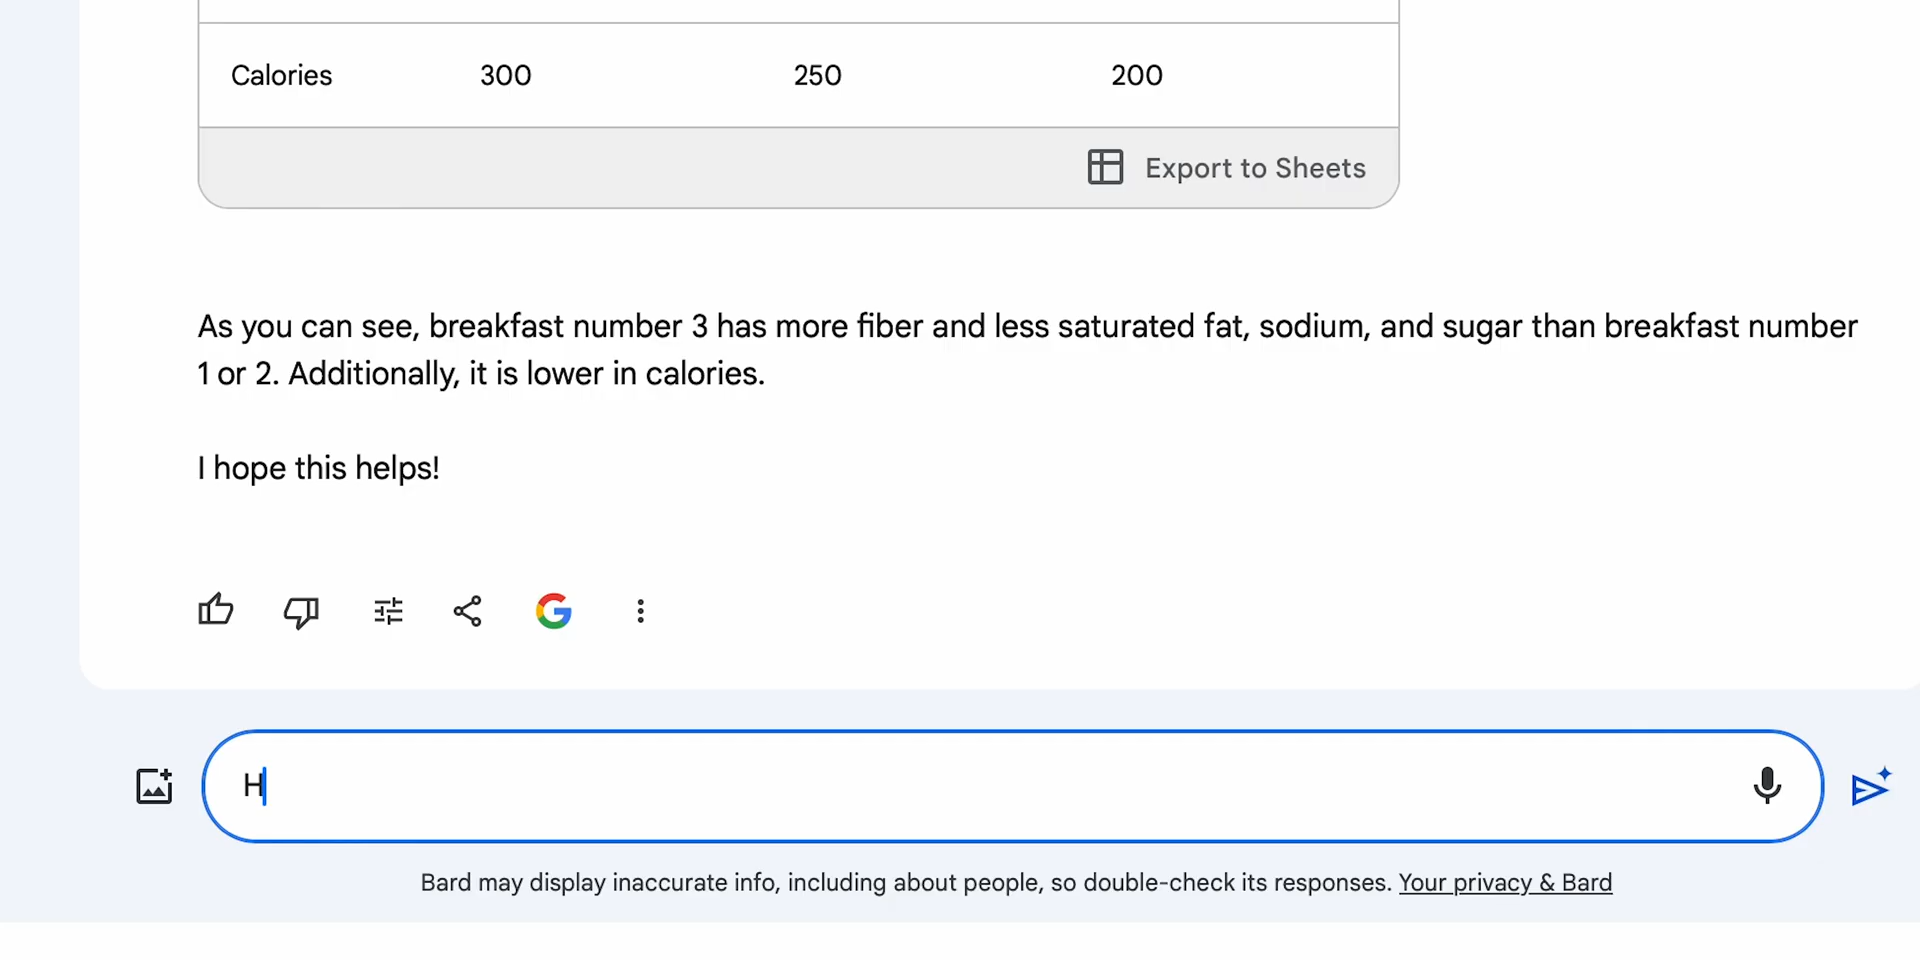 Calories 300 250 200
Export to Sheets
As you can see, breakfast number 3 has more fiber and less saturated fat, sodium, and sugar than breakfast number
1 or 2. Additionally, it is lower in calories.
I hope this helps!
H
Bard may display inaccurate info, including about people, so double-check its responses. Your privacy & Bard